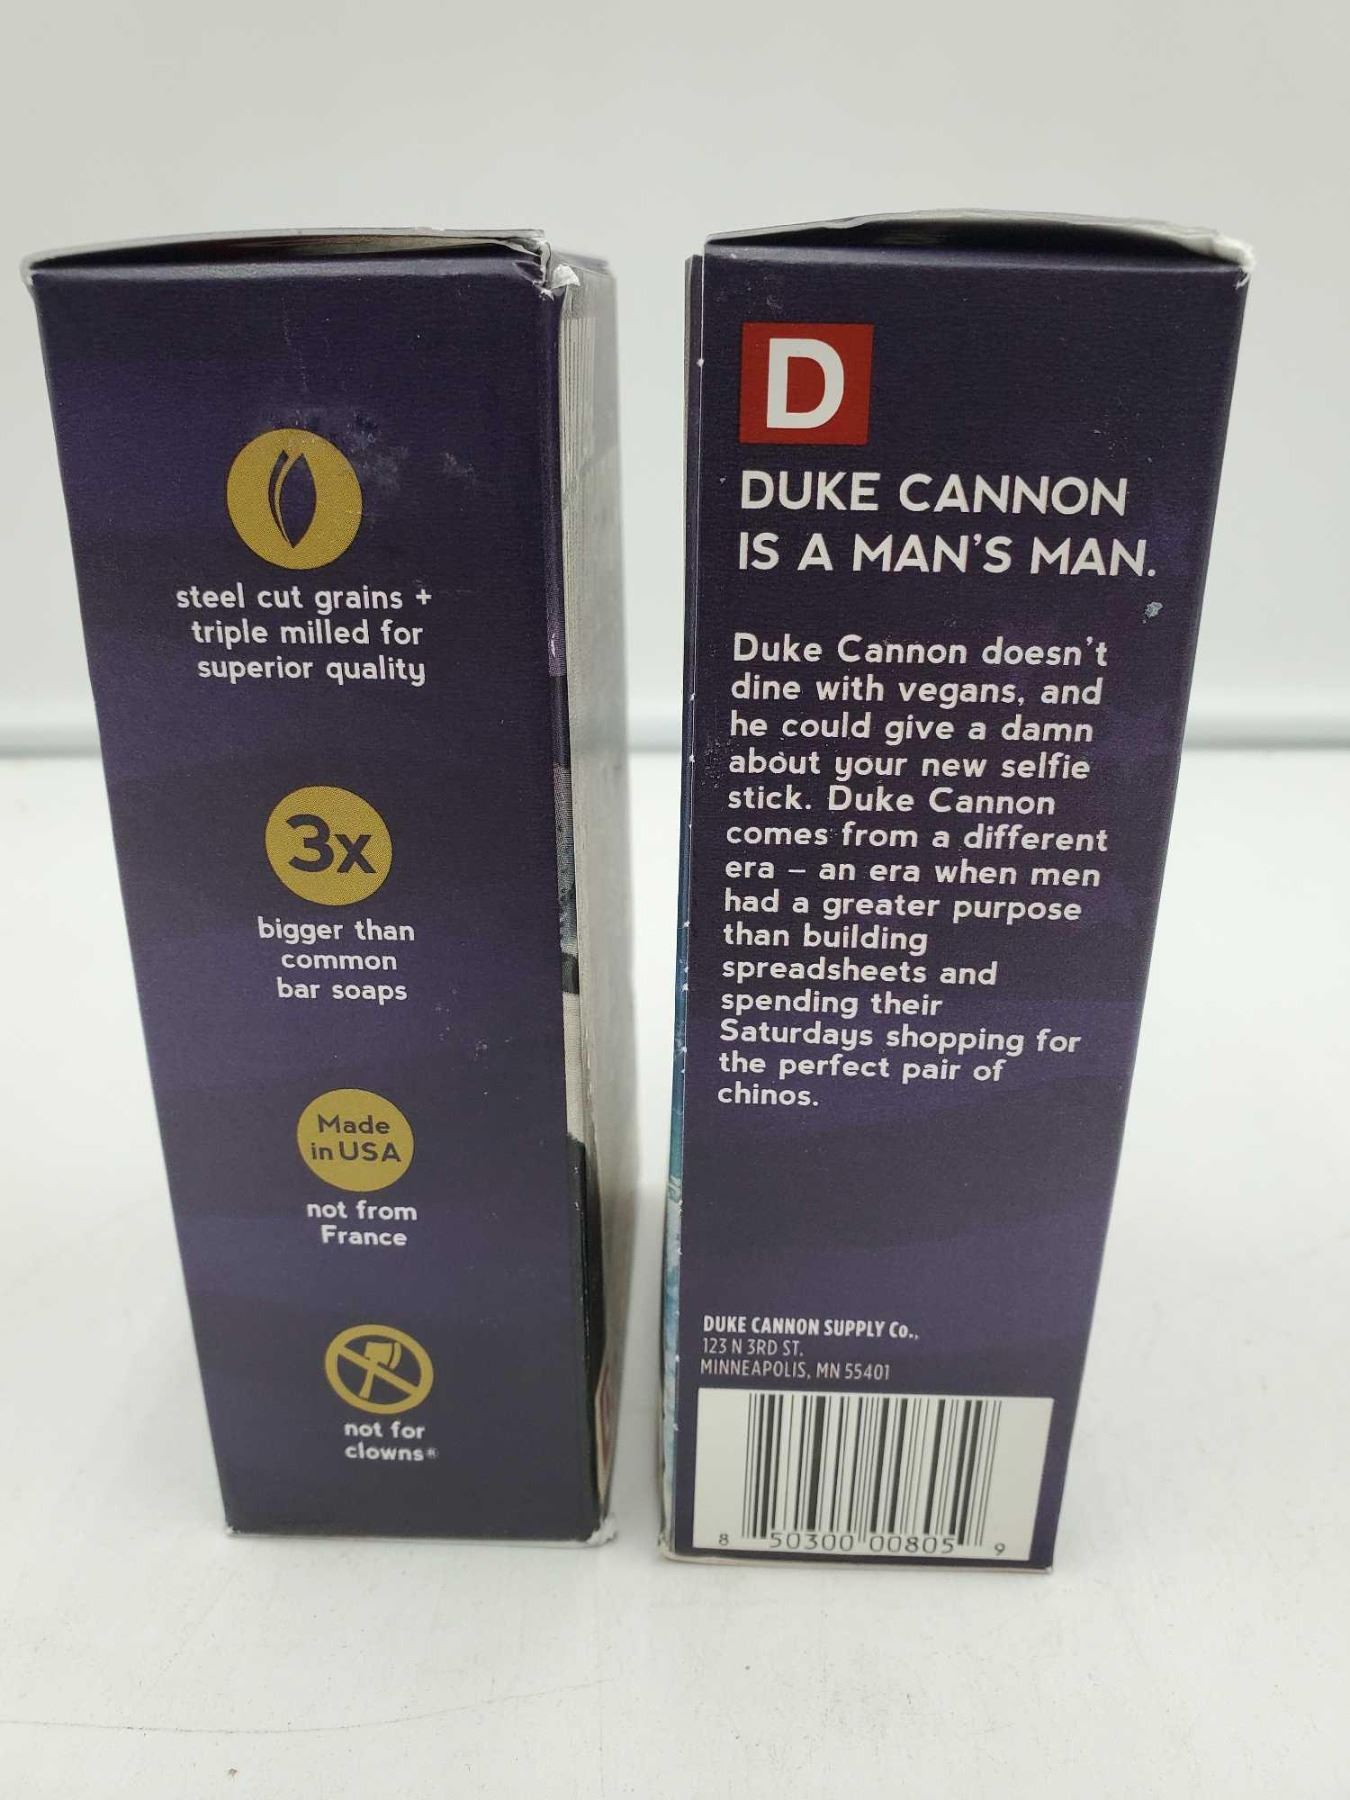 steel cut grains +
triple milled for
superior quality
3x
bigger than
common
bar soaps
Made
in USA
not from
France
not for
clowns®
D
DUKE CANNON
IS A MAN'S MAN.
Duke Cannon doesn't
dine with vegans, and
he could give a damn
about your new selfie
stick. Duke Cannon
comes from a different
era – an era when men
had a greater purpose
than building
spreadsheets and
spending their
Saturdays shopping for
the perfect pair of
chinos.
DUKE CANNON SUPPLY Co.,
123 N 3RD ST,
MINNEAPOLIS, MN 55401
8 50300 00805 9